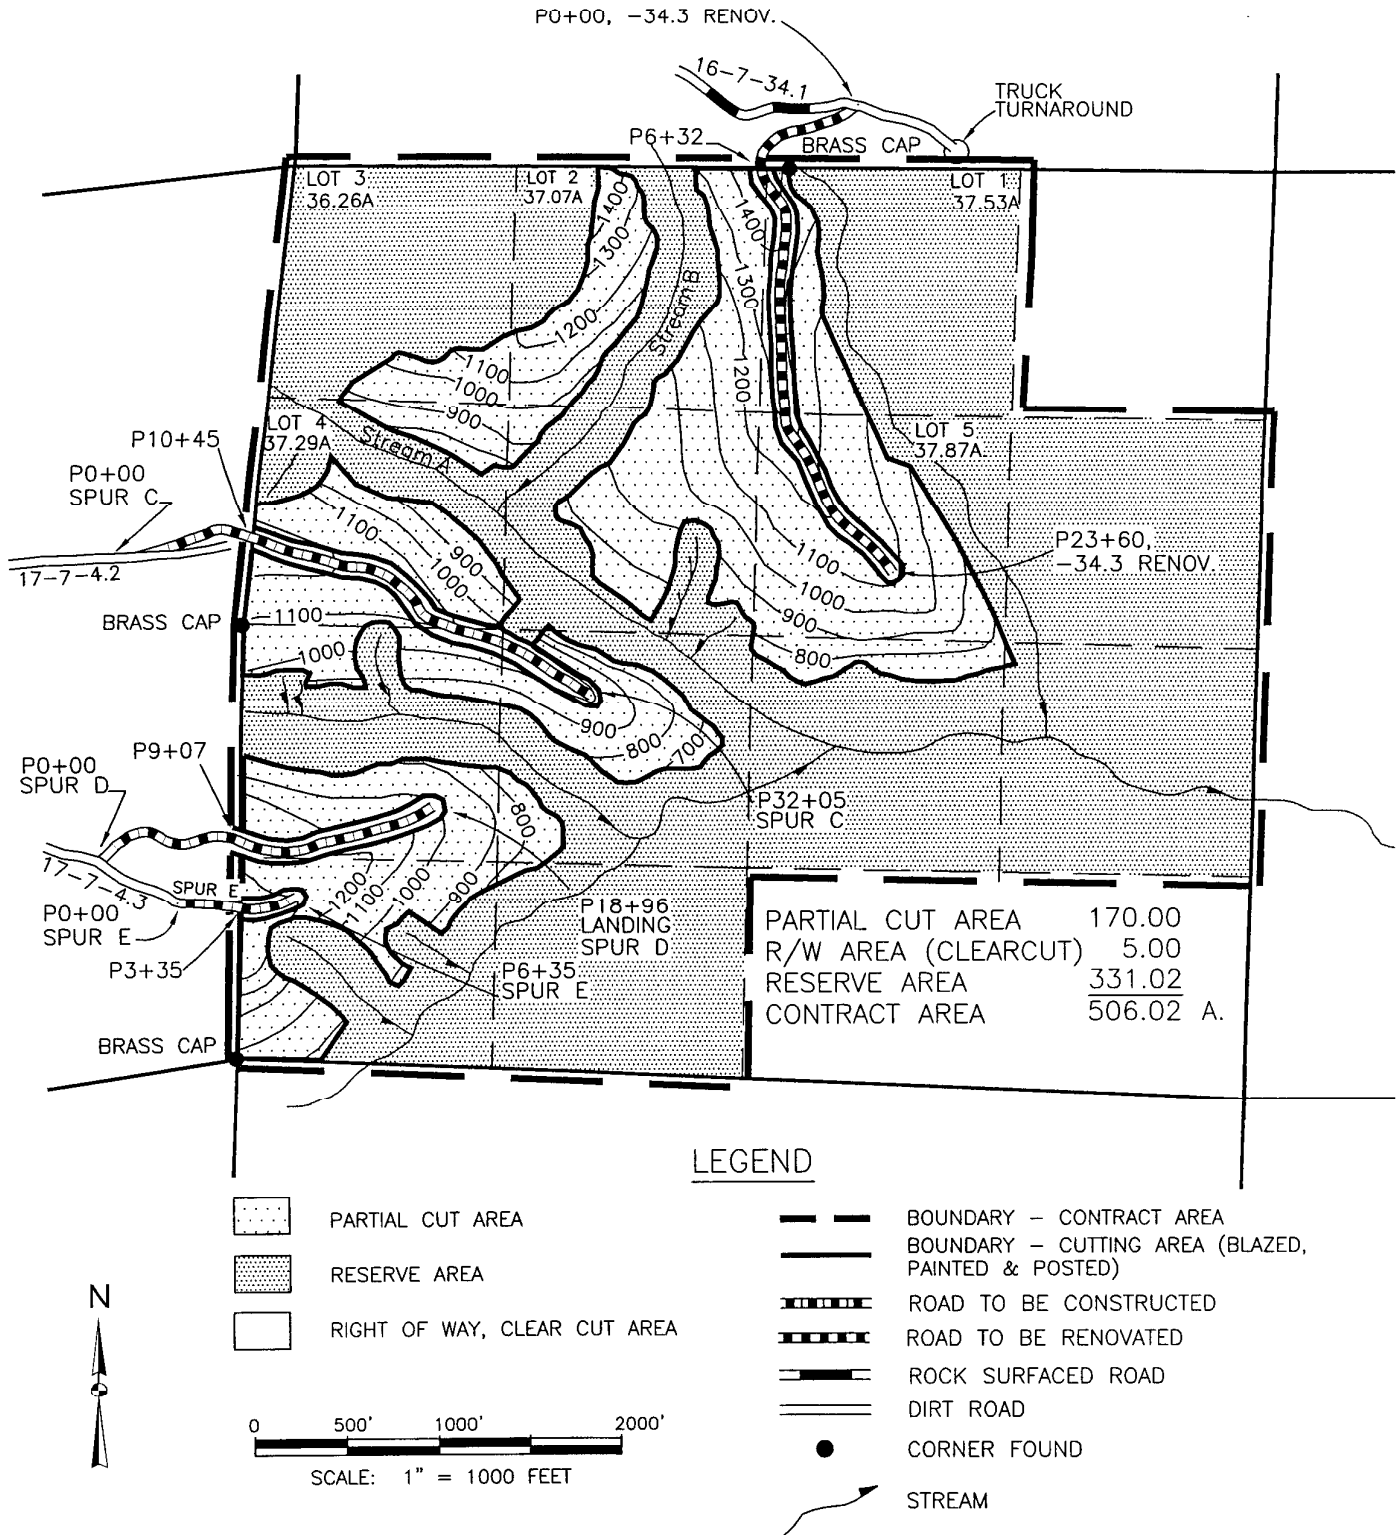 P0+00, -34.3 RENOV.
16-7-34.1
TRUCK
TURNAROUND
P6+32
BRASS CAP
LOT 3
36.26A
LOT 2
37.07A
LOT 1
37.53A
1400
1300
1200
1100
1000
900
Stream B
1400
1300
1200
LOT 4
37.29A
Stream A
LOT 5
37.87A
P10+45
P0+00
SPUR C
17-7-4.2
BRASS CAP
1100
900
1000
1100
1000
1100
1000
900
800
P23+60,
-34.3 RENOV.
900
800
700
P32+05
SPUR C
P9+07
P0+00
SPUR D
17-7-4.3
SPUR E
P0+00
SPUR E
P3+35
800
900
1000
1100
1200
P18+96
LANDING
SPUR D
P6+35
SPUR E
BRASS CAP
PARTIAL CUT AREA 170.00
R/W AREA (CLEARCUT) 5.00
RESERVE AREA 331.02
CONTRACT AREA 506.02 A.
LEGEND
PARTIAL CUT AREA
RESERVE AREA
RIGHT OF WAY, CLEAR CUT AREA
BOUNDARY - CONTRACT AREA
BOUNDARY - CUTTING AREA (BLAZED,
PAINTED & POSTED)
ROAD TO BE CONSTRUCTED
ROAD TO BE RENOVATED
ROCK SURFACED ROAD
DIRT ROAD
CORNER FOUND
STREAM
N
0 500' 1000' 2000'
SCALE: 1" = 1000 FEET